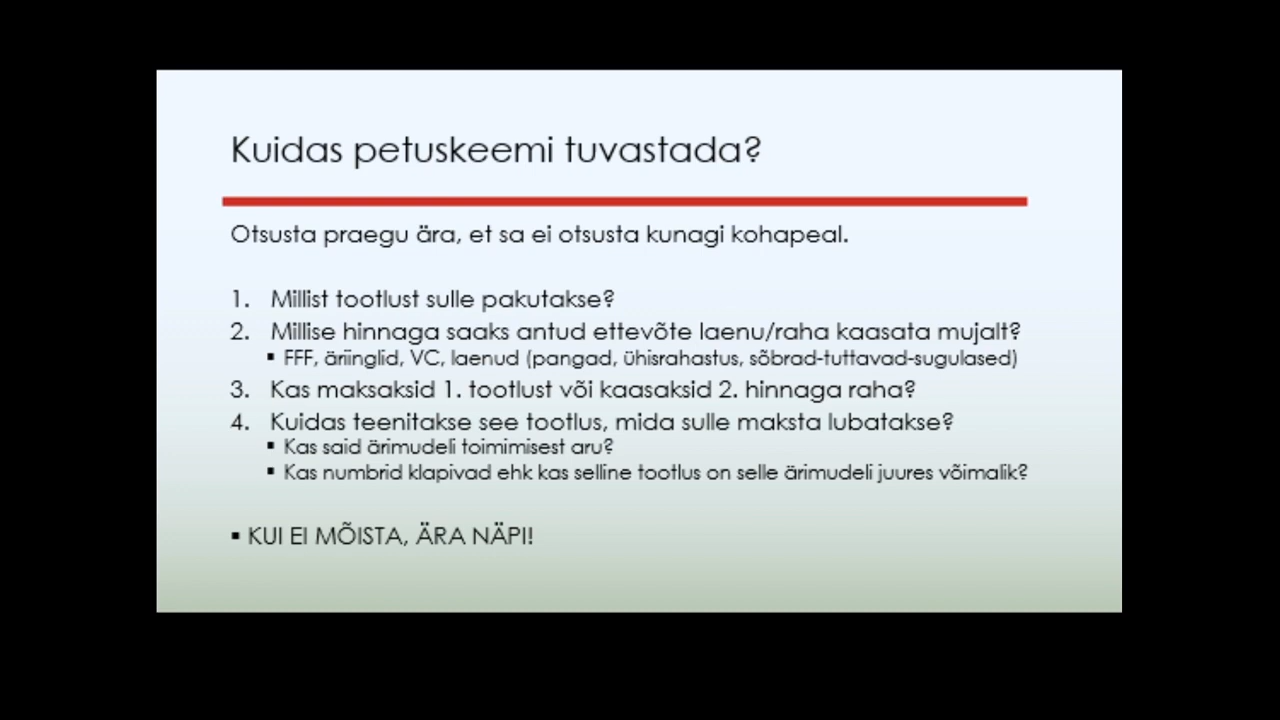 Kuidas petuskeemi tuvastada?
Otsusta praegu ära, et sa ei otsusta kunagi kohapeal.
1. Millist tootlust sulle pakutakse?
2. Millise hinnaga saaks antud ettevõte laenu/raha kaasata mujalt?
▪ FFF, äriinglid, VC, laenud (pangad, ühisrahastus, sõbrad-tuttavad-sugulased)
3. Kas maksaksid 1. tootlust või kaasaksid 2. hinnaga raha?
4. Kuidas teenitakse see tootlus, mida sulle maksta lubatakse?
▪ Kas said ärimudeli toimimisest aru?
▪ Kas numbrid klapivad ehk kas selline tootlus on selle ärimudeli juures võimalik?
▪ KUI EI MÕISTA, ÄRA NÄPI!